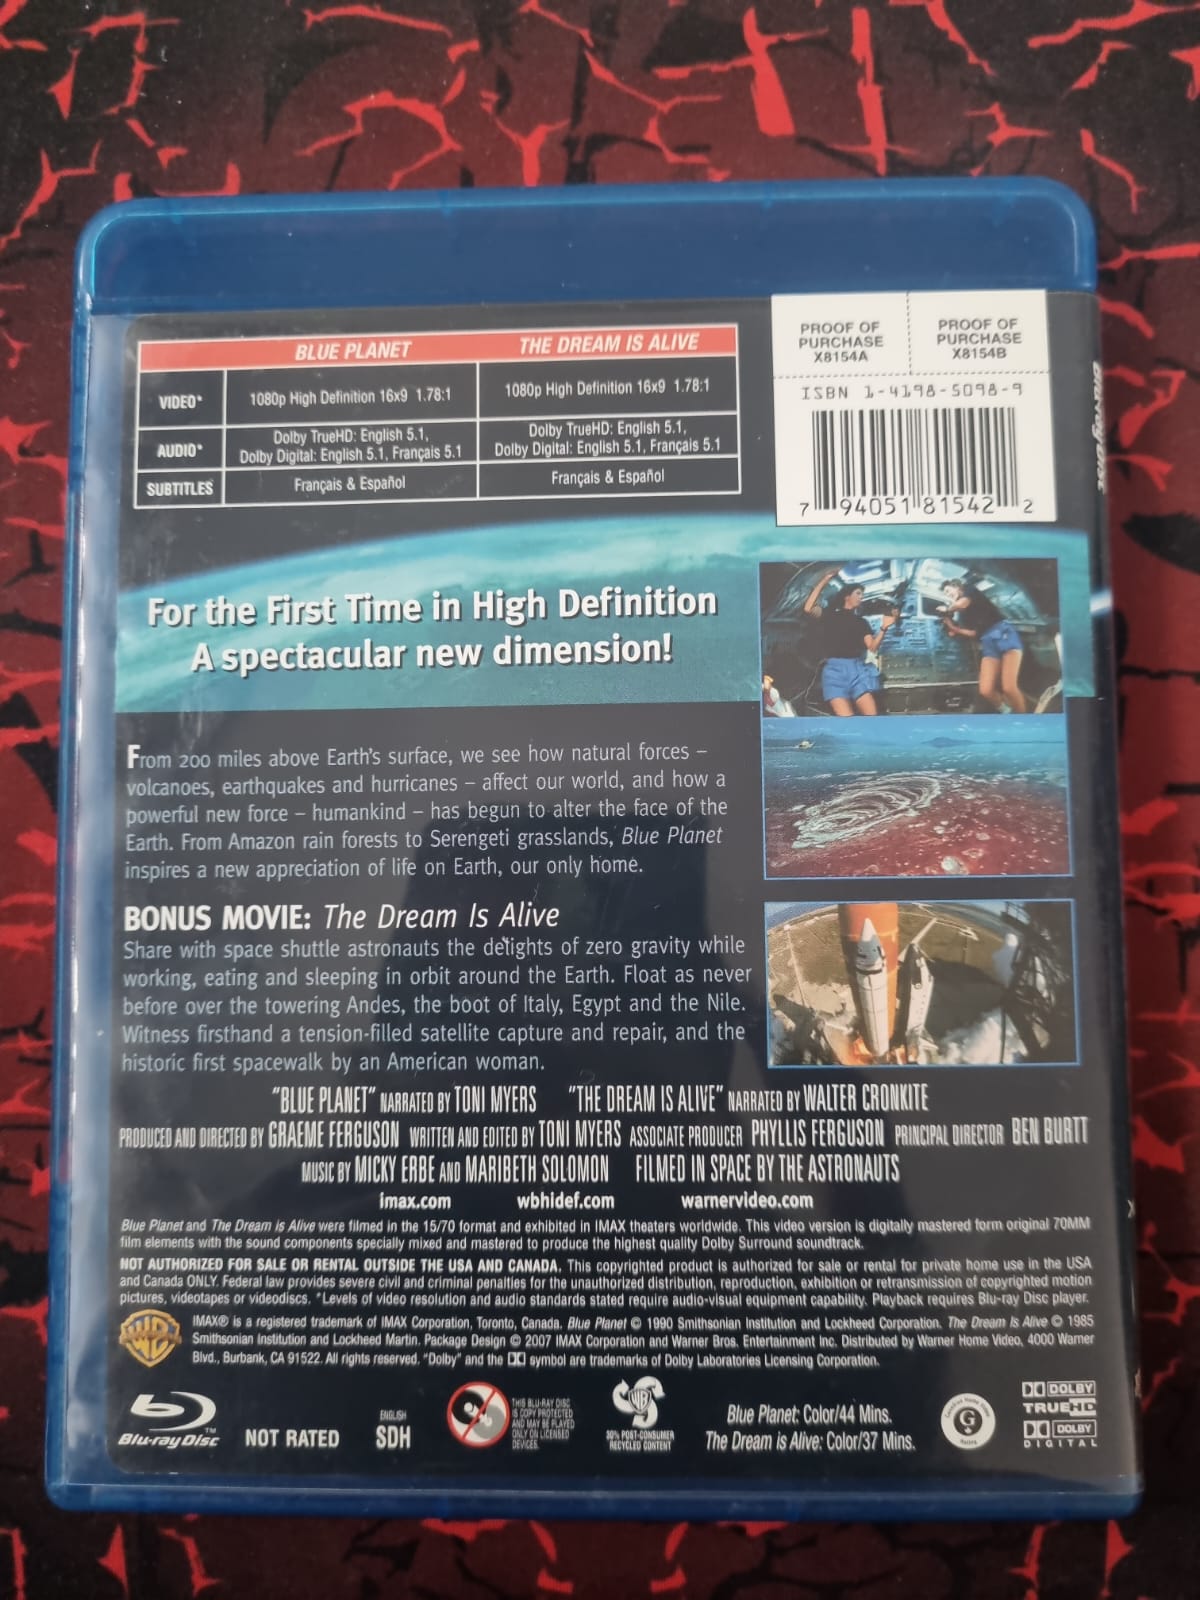 BLUE PLANET THE DREAM IS ALIVE
VIDEO* 1080p High Definition 16x9 1.78:1 1080p High Definition 16x9 1.78:1
AUDIO* Dolby TrueHD: English 5.1, Dolby TrueHD: English 5.1,
Dolby Digital: English 5.1, Français 5.1 Dolby Digital: English 5.1, Français 5.1
SUBTITLES Français & Español Français & Español
PROOF OF PROOF OF
PURCHASE PURCHASE
X8154A X8154B
ISBN 1-4198-5098-9
7 94051 81542 2
Blu-ray Disc
For the First Time in High Definition
A spectacular new dimension!
From 200 miles above Earth's surface, we see how natural forces –
volcanoes, earthquakes and hurricanes – affect our world, and how a
powerful new force – humankind – has begun to alter the face of the
Earth. From Amazon rain forests to Serengeti grasslands, Blue Planet
inspires a new appreciation of life on Earth, our only home.
BONUS MOVIE: The Dream Is Alive
Share with space shuttle astronauts the delights of zero gravity while
working, eating and sleeping in orbit around the Earth. Float as never
before over the towering Andes, the boot of Italy, Egypt and the Nile.
Witness firsthand a tension-filled satellite capture and repair, and the
historic first spacewalk by an American woman.
"BLUE PLANET" NARRATED BY TONI MYERS "THE DREAM IS ALIVE" NARRATED BY WALTER CRONKITE
PRODUCED AND DIRECTED BY GRAEME FERGUSON WRITTEN AND EDITED BY TONI MYERS ASSOCIATE PRODUCER PHYLLIS FERGUSON PRINCIPAL DIRECTOR BEN BURTT
MUSIC BY MICKY ERBE AND MARIBETH SOLOMON FILMED IN SPACE BY THE ASTRONAUTS
imax.com wbhidef.com warnervideo.com
Blue Planet and The Dream is Alive were filmed in the 15/70 format and exhibited in IMAX theaters worldwide. This video version is digitally mastered form original 70MM
film elements with the sound components specially mixed and mastered to produce the highest quality Dolby Surround soundtrack.
NOT AUTHORIZED FOR SALE OR RENTAL OUTSIDE THE USA AND CANADA. This copyrighted product is authorized for sale or rental for private home use in the USA
and Canada ONLY. Federal law provides severe civil and criminal penalties for the unauthorized distribution, reproduction, exhibition or retransmission of copyrighted motion
pictures, videotapes or videodiscs. *Levels of video resolution and audio standards stated require audio-visual equipment capability. Playback requires Blu-ray Disc player.
IMAX® is a registered trademark of IMAX Corporation, Toronto, Canada. Blue Planet © 1990 Smithsonian Institution and Lockheed Corporation. The Dream Is Alive © 1985
Smithsonian Institution and Lockheed Martin. Package Design © 2007 IMAX Corporation and Warner Bros. Entertainment Inc. Distributed by Warner Home Video, 4000 Warner
Blvd., Burbank, CA 91522. All rights reserved. "Dolby" and the DD symbol are trademarks of Dolby Laboratories Licensing Corporation.
WB
Blu-ray Disc™
NOT RATED
ENGLISH
SDH
THIS BLU-RAY DISC
IS COPY PROTECTED
AND MAY BE PLAYED
ONLY ON LICENSED
DEVICES.
30% POST-CONSUMER
RECYCLED CONTENT
Blue Planet: Color/44 Mins.
The Dream is Alive: Color/37 Mins.
G
DOLBY
TRUEHD
DOLBY
DIGITAL